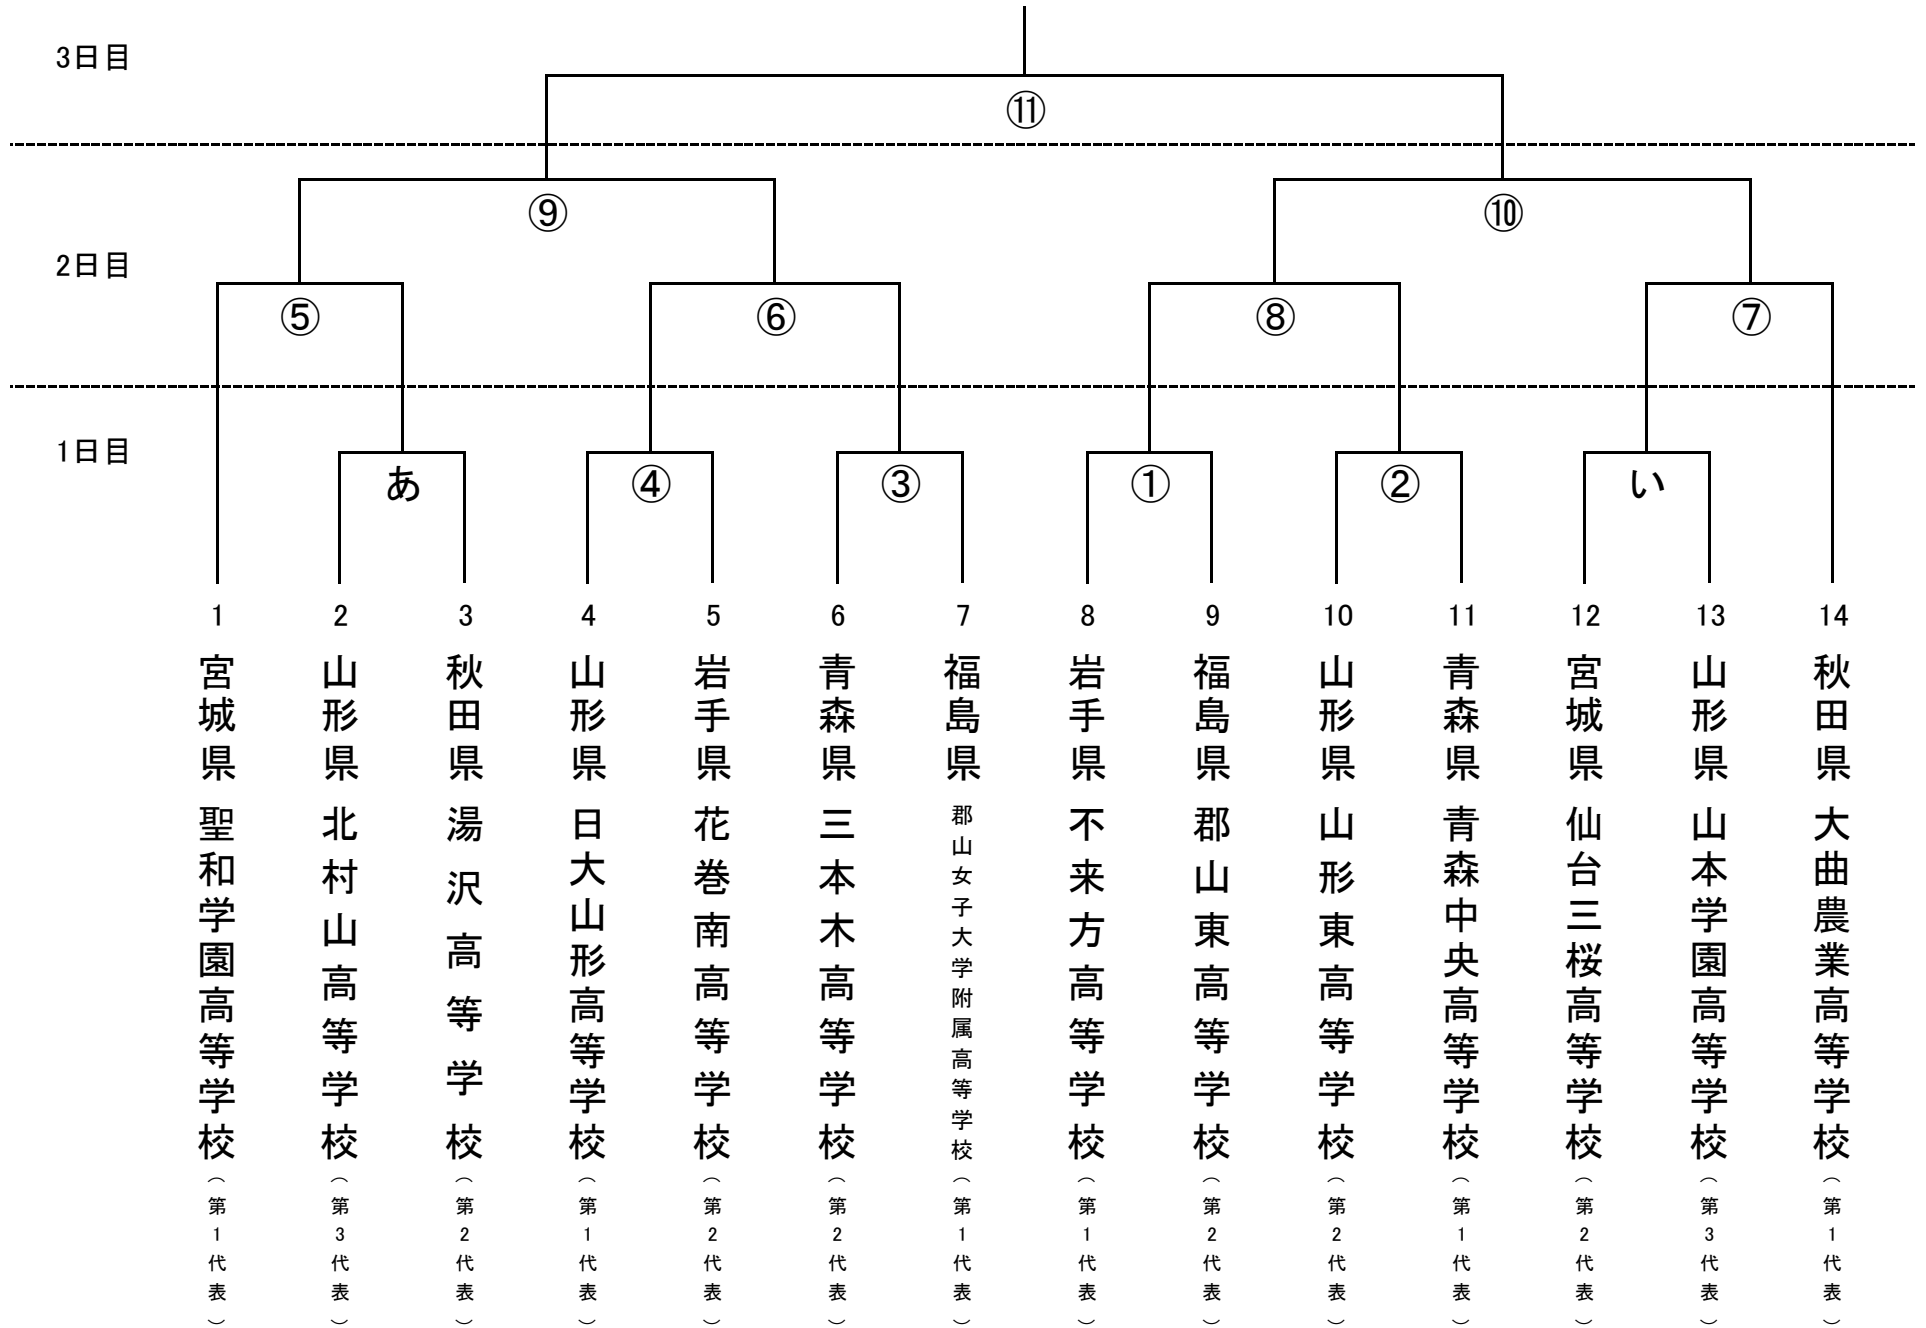 3日目
⑪
⑨
⑩
2日目
⑤
⑥
⑧
⑦
1日目
あ
④
③
①
②
い
1
2
3
4
5
6
7
8
9
10
11
12
13
14
宮城県 聖和学園高等学校(第1代表)
山形県 北村山高等学校(第3代表)
秋田県 湯沢高等学校(第2代表)
山形県 日大山形高等学校(第1代表)
岩手県 花巻南高等学校(第2代表)
青森県 三本木高等学校(第2代表)
福島県 郡山女子大学附属高等学校(第1代表)
岩手県 不来方高等学校(第1代表)
福島県 郡山東高等学校(第2代表)
山形県 山形東高等学校(第2代表)
青森県 青森中央高等学校(第1代表)
宮城県 仙台三桜高等学校(第2代表)
山形県 山本学園高等学校(第3代表)
秋田県 大曲農業高等学校(第1代表)